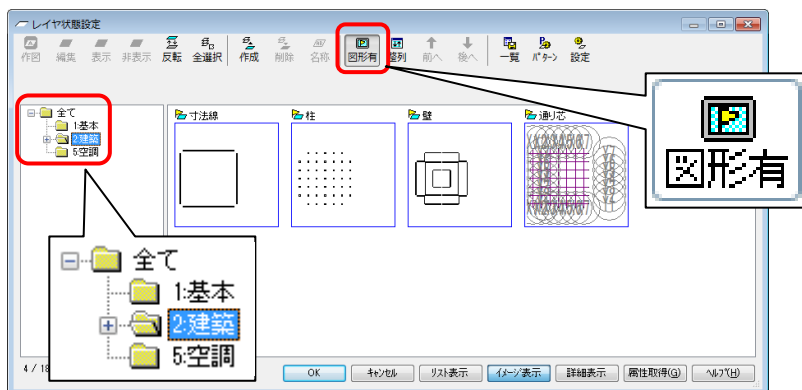 レイヤ状態設定
作図 編集 表示 非表示 反転 全選択 作成 削除 名称 図形有 整列 前へ 後へ 一覧 パターン 設定
全て
1:基本
2:建築
5:空調
寸法線 柱 壁 通り芯
図形有
全て
1:基本
2:建築
5:空調
4 / 18
OK キャンセル リスト表示 イメージ表示 詳細表示 属性取得(G) ヘルプ(H)